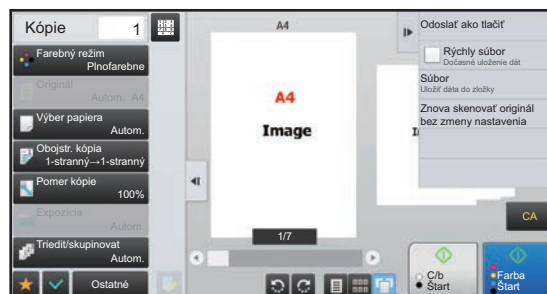 Kópie
1
Farebný režim
Plnofarebne
Originál
Autom. A4
Výber papiera
Autom.
Obojstr. kópia
1-stranný→1-stranný
Pomer kópie
100%
Expozícia
Autom.
Triedit/skupinovat
Autom.
Ostatné
A4
A4
Image
1/7
Odoslať ako tlačiť
Rýchly súbor
Dočasné uloženie dát
Súbor
Uložiť dáta do zložky
Znova skenovať originál
bez zmeny nastavenia
CA
C/b
Štart
Farba
Štart